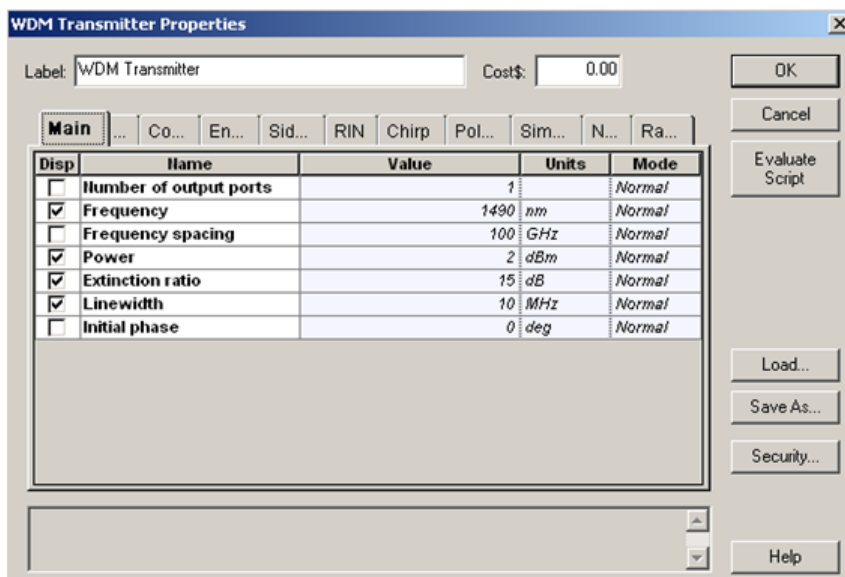 WDM Transmitter Properties
Label: WDM Transmitter Cost$: 0.00 OK
Cancel
Evaluate Script
Main ... Co... En... Sid... RIN Chirp Pol... Sim... N... Ra...
Disp Name Value Units Mode
Number of output ports 1 Normal
Frequency 1490 nm Normal
Frequency spacing 100 GHz Normal
Power 2 dBm Normal
Extinction ratio 15 dB Normal
Linewidth 10 MHz Normal
Initial phase 0 deg Normal
Load...
Save As...
Security...
Help